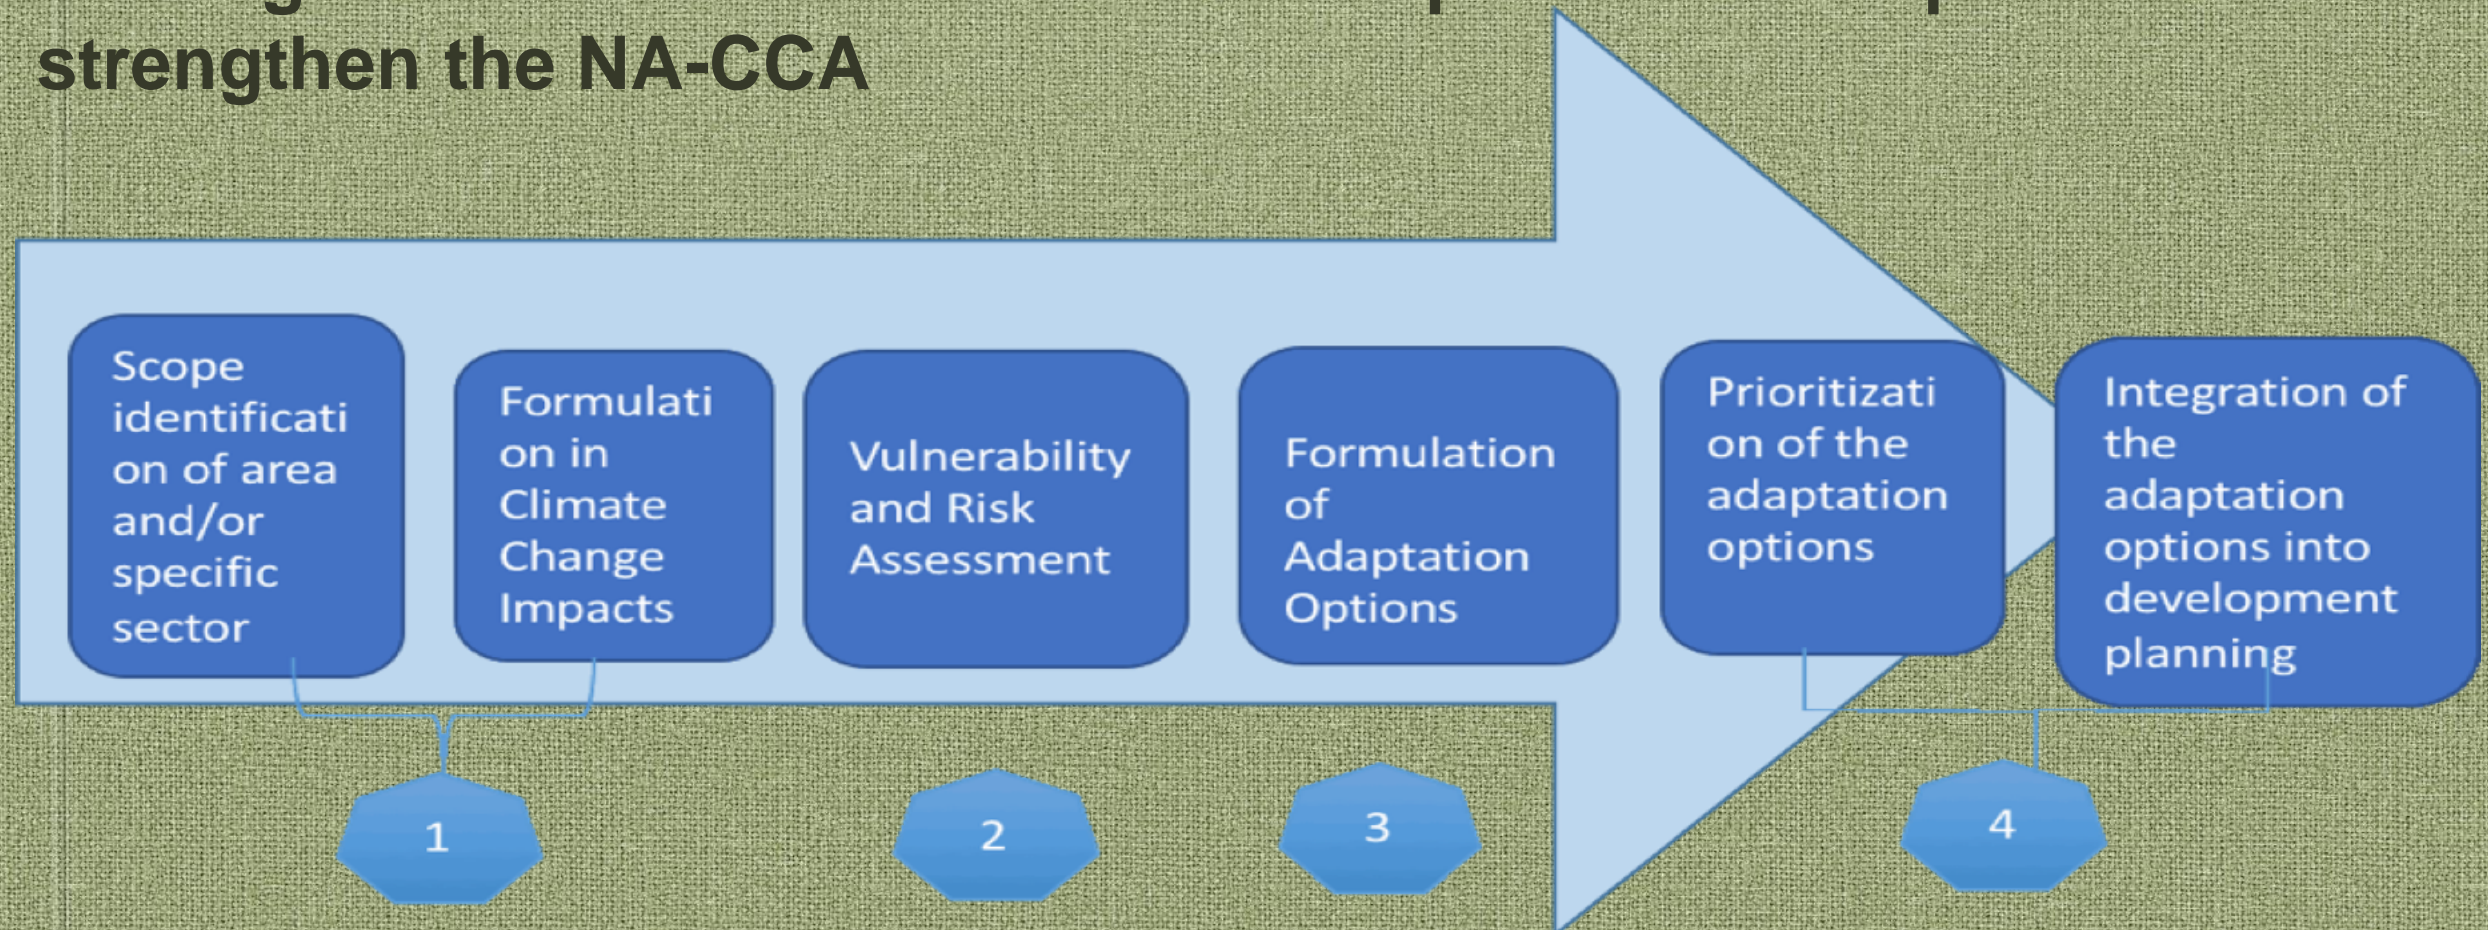 strengthen the NA-CCA
Scope
identificati
on of area
and/or
specific
sector
Formulati
on in
Climate
Change
Impacts
Vulnerability
and Risk
Assessment
Formulation
of
Adaptation
Options
Prioritizati
on of the
adaptation
options
Integration of
the
adaptation
options into
development
planning
1
2
3
4